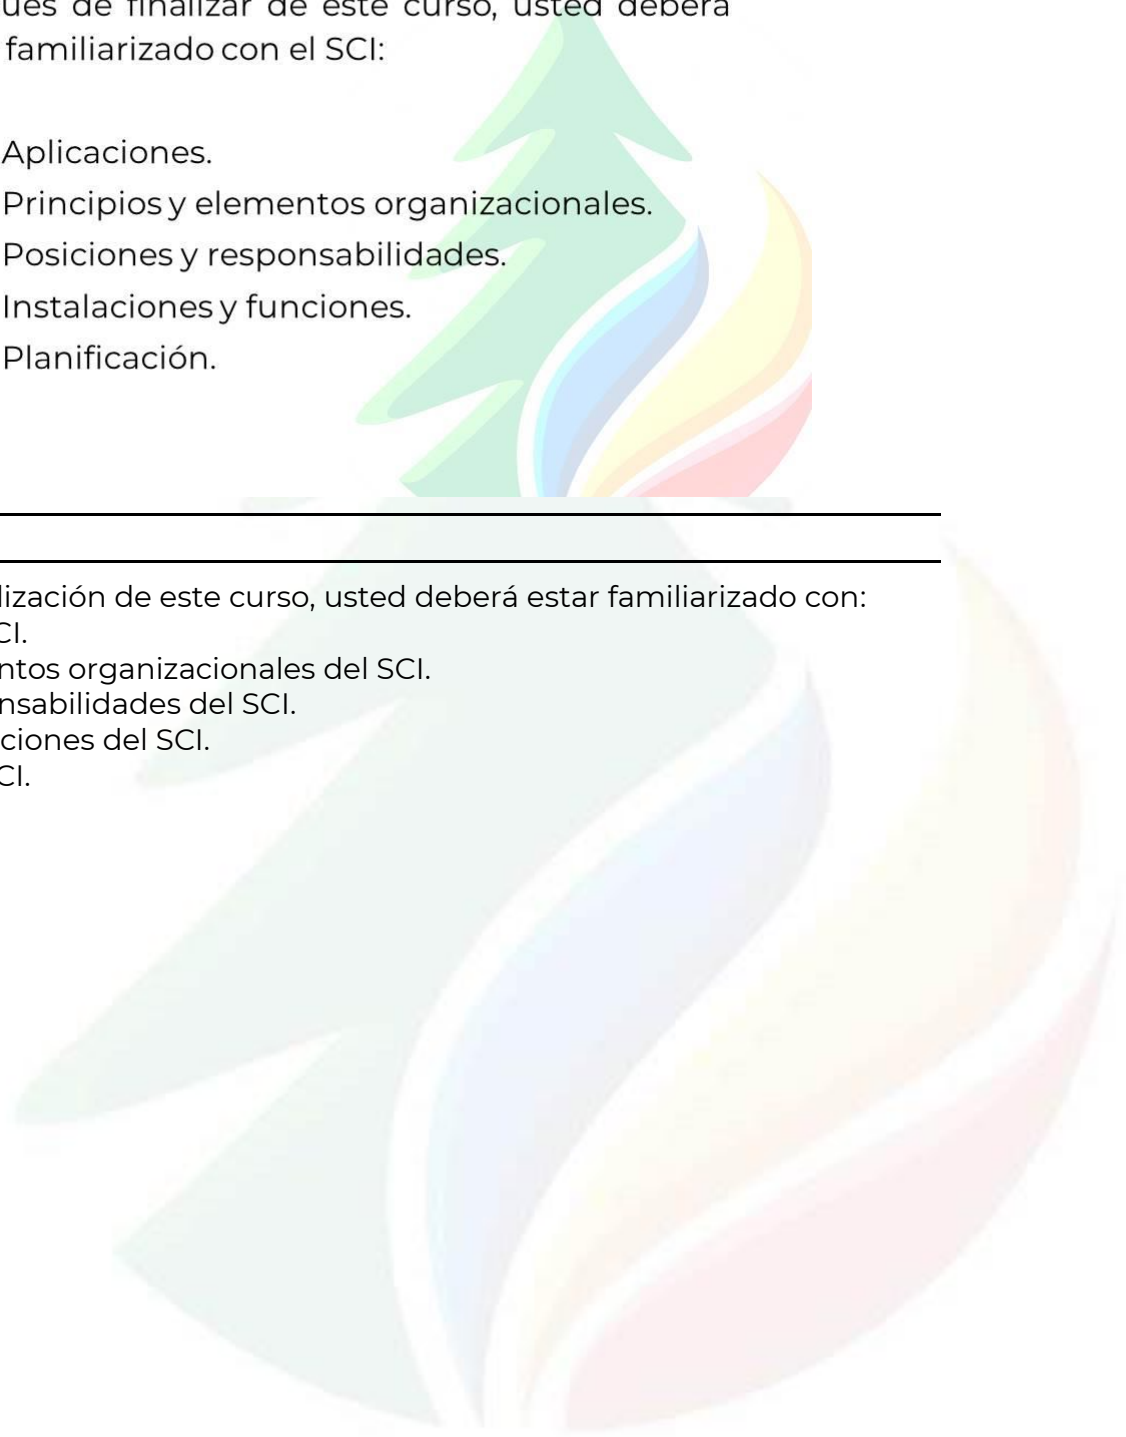 ués de finalizar de este curso, usted deberá
familiarizado con el SCI:
Aplicaciones.
Principios y elementos organizacionales.
Posiciones y responsabilidades.
Instalaciones y funciones.
Planificación.
lización de este curso, usted deberá estar familiarizado con:
CI.
ntos organizacionales del SCI.
nsabilidades del SCI.
ciones del SCI.
CI.